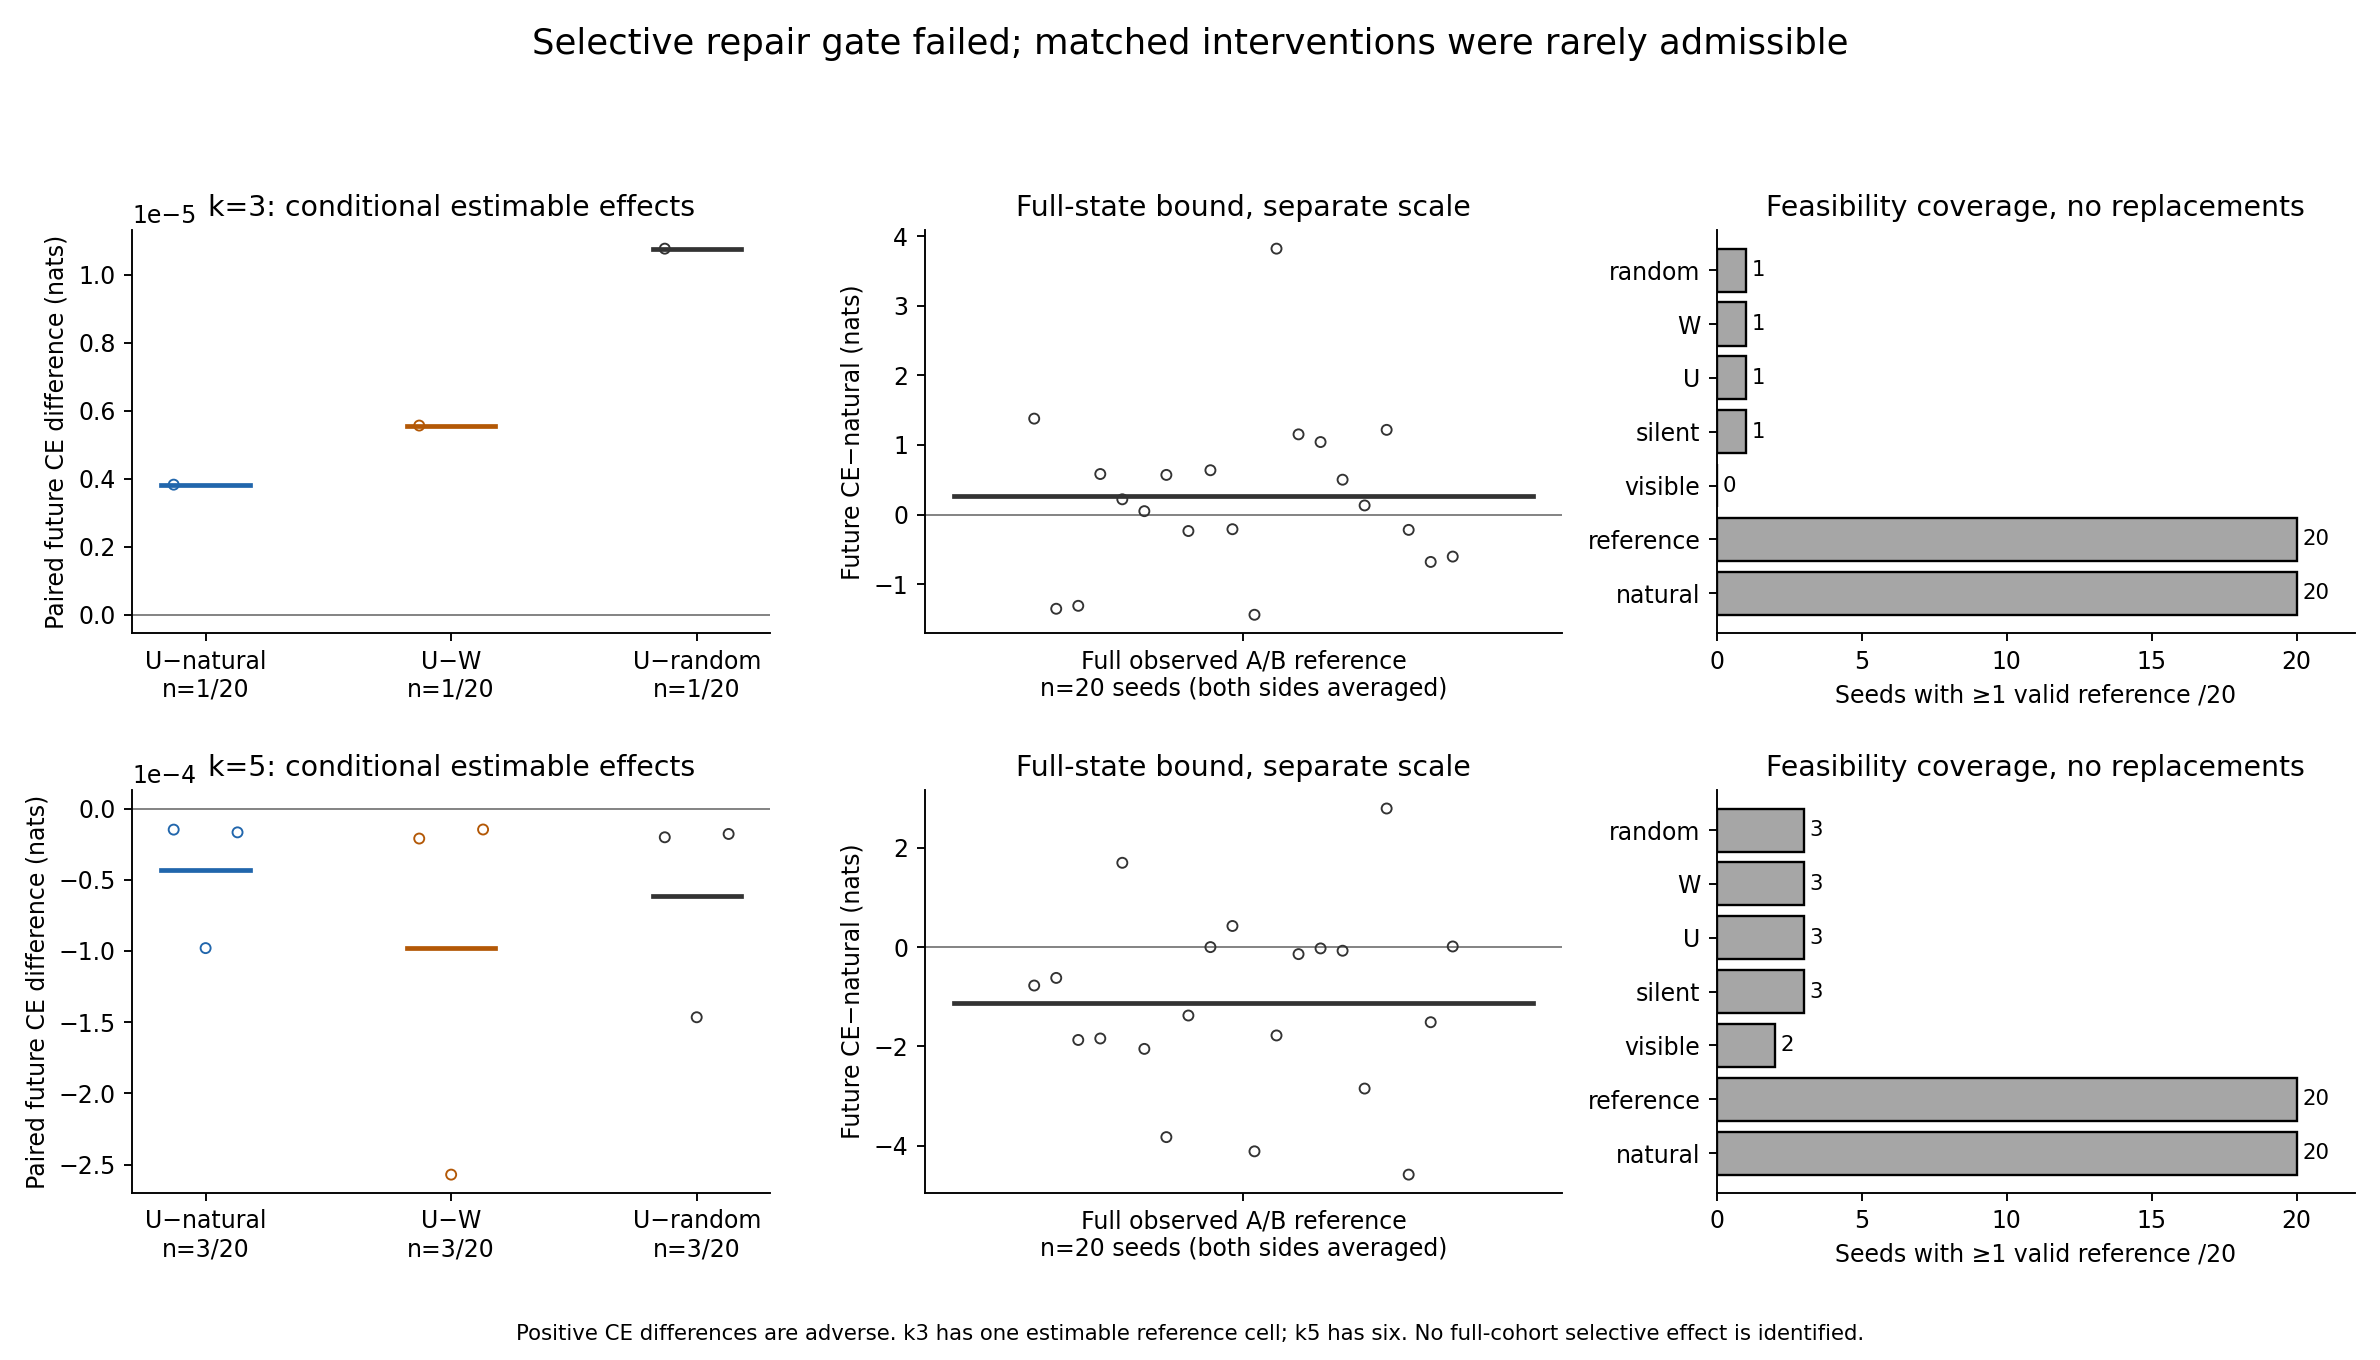 Selective repair gate failed; matched interventions were rarely admissible
1e−5
k=3: conditional estimable effects
Paired future CE difference (nats)
1.0
0.8
0.6
0.4
0.2
0.0
U−natural
n=1/20
U−W
n=1/20
U−random
n=1/20
Full-state bound, separate scale
Future CE−natural (nats)
4
3
2
1
0
−1
Full observed A/B reference
n=20 seeds (both sides averaged)
Feasibility coverage, no replacements
random
1
W
1
U
1
silent
1
visible
0
reference
20
natural
20
0
5
10
15
20
Seeds with ≥1 valid reference /20
1e−4
k=5: conditional estimable effects
Paired future CE difference (nats)
0.0
−0.5
−1.0
−1.5
−2.0
−2.5
U−natural
n=3/20
U−W
n=3/20
U−random
n=3/20
Full-state bound, separate scale
Future CE−natural (nats)
2
0
−2
−4
Full observed A/B reference
n=20 seeds (both sides averaged)
Feasibility coverage, no replacements
random
3
W
3
U
3
silent
3
visible
2
reference
20
natural
20
0
5
10
15
20
Seeds with ≥1 valid reference /20
Positive CE differences are adverse. k3 has one estimable reference cell; k5 has six. No full-cohort selective effect is identified.